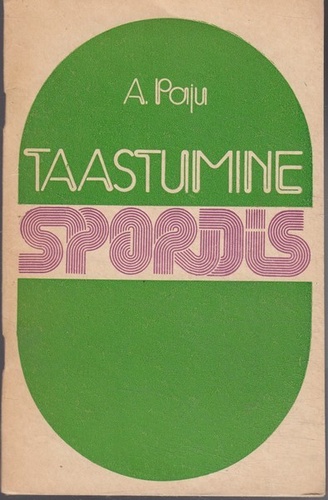 A. Paju
TAASTUMINE
SPORDIS